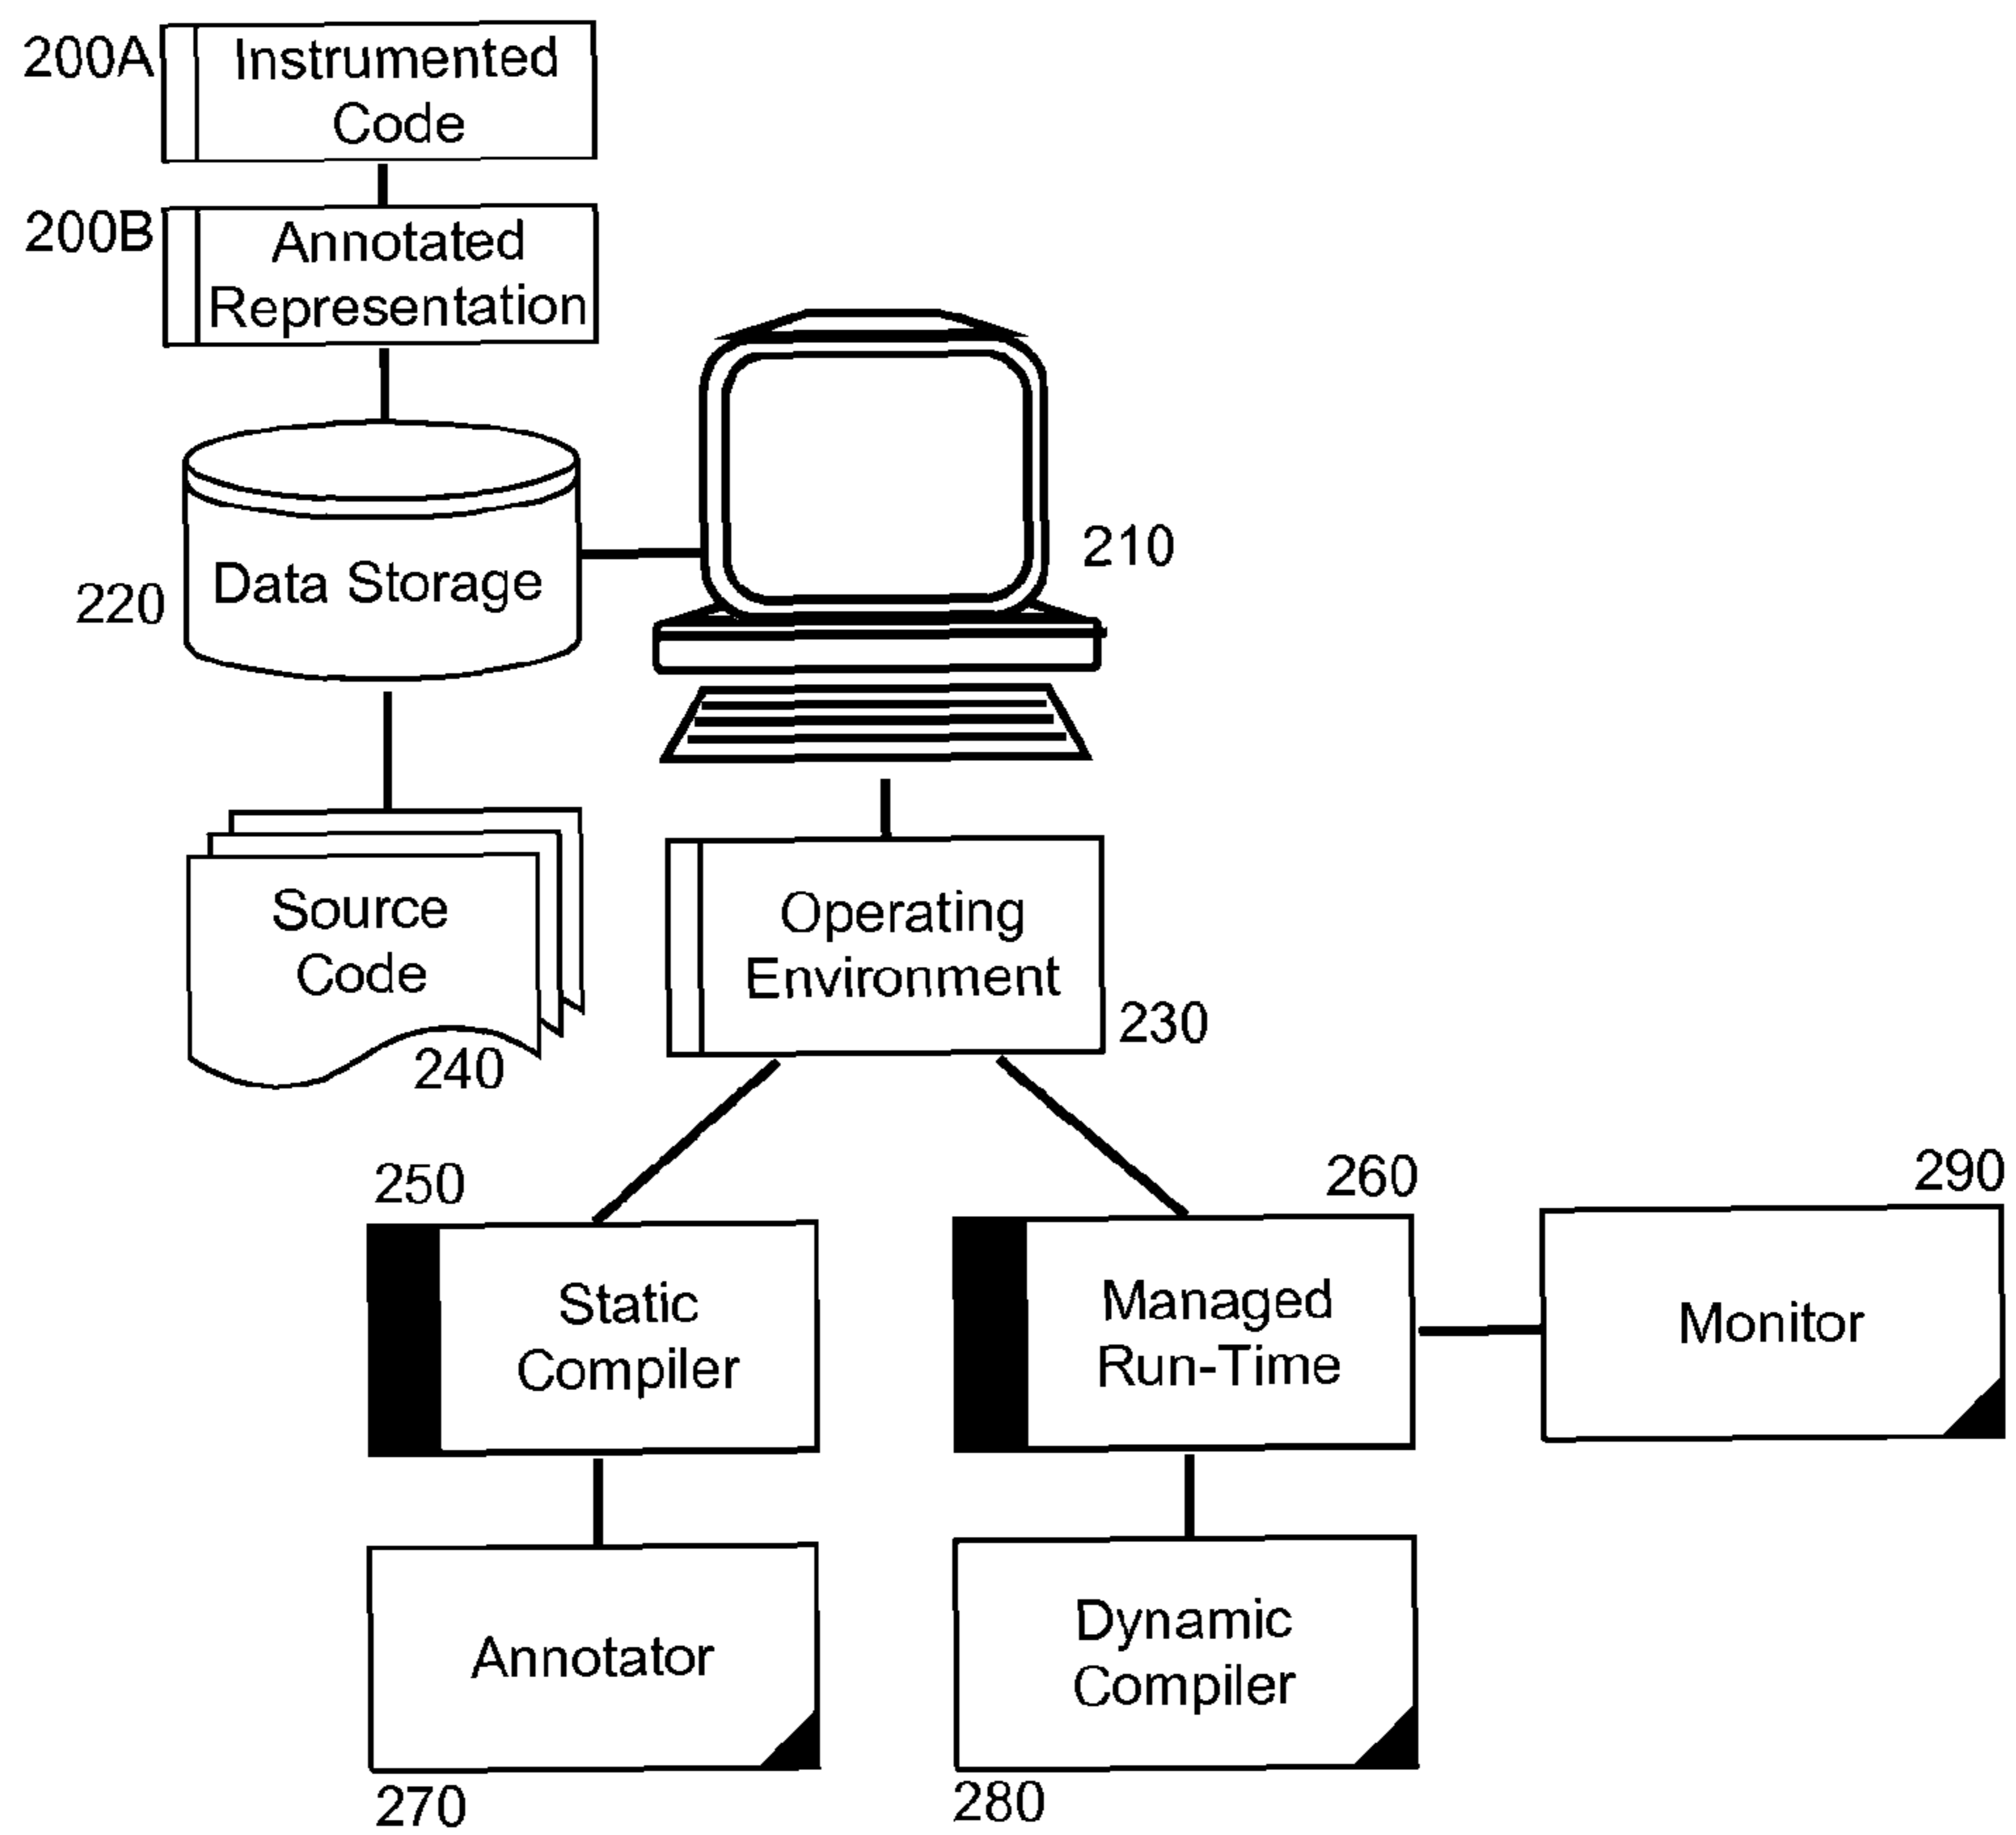 200A
Instrumented
Code
200B
Annotated
Representation
210
220
Data Storage
Source
Code
240
Operating
Environment
230
250
260
290
Static
Compiler
Managed
Run-Time
Monitor
Annotator
270
Dynamic
Compiler
280